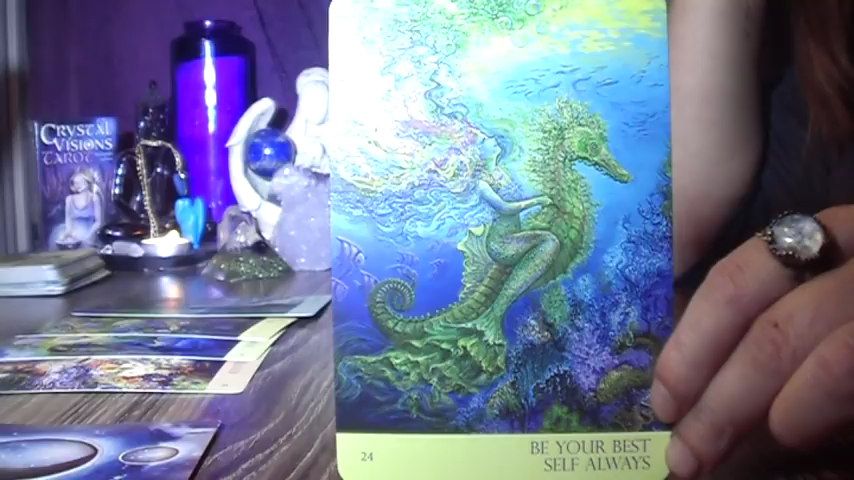 CRYSTAL
VISIONS
TAROT
24
BE YOUR BEST
SELF ALWAYS